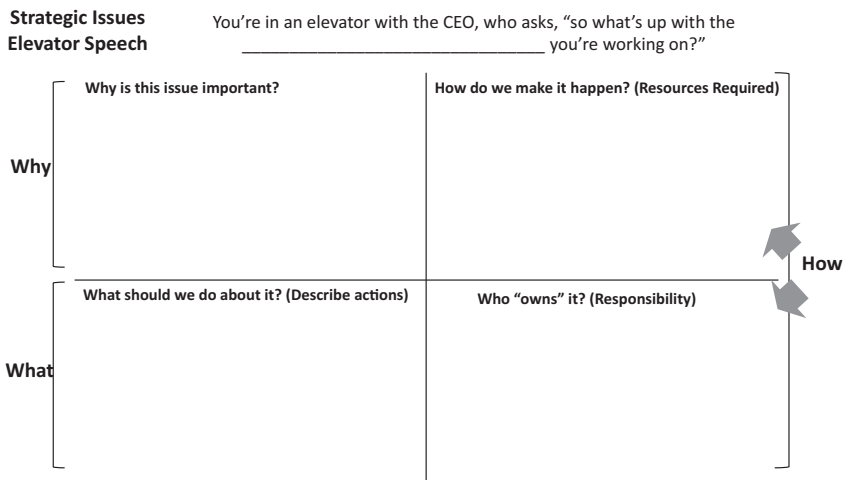 Strategic Issues
Elevator Speech
You’re in an elevator with the CEO, who asks, “so what’s up with the
________________________________ you’re working on?”
Why is this issue important?
How do we make it happen? (Resources Required)
Why
How
What should we do about it? (Describe actions)
Who “owns” it? (Responsibility)
What